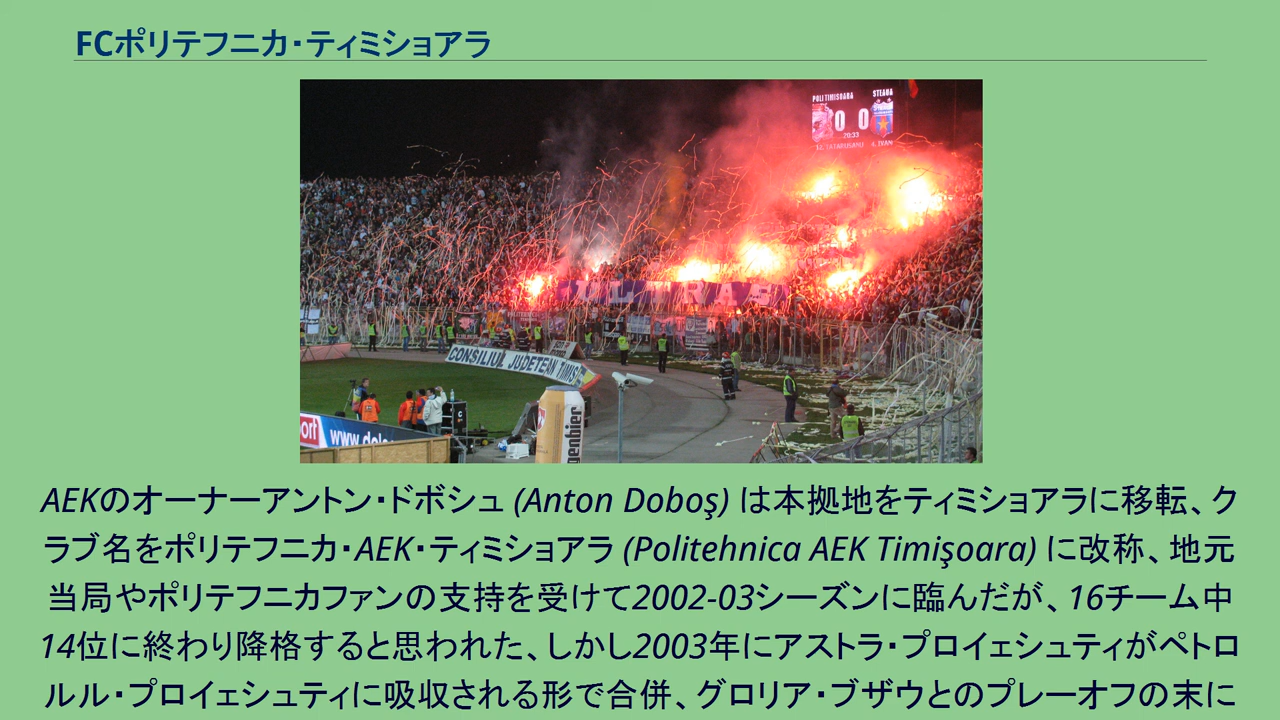 FCポリテフニカ・ティミショアラ
POLI TIMISOARA STEAUA
0 0
20:33
ULTRAS
CONSILIUL JUDETEAN TIMIS
ort www.dol
AEKのオーナーアントン・ドボシュ (Anton Doboş) は本拠地をティミショアラに移転、ク
ラブ名をポリテフニカ・AEK・ティミショアラ (Politehnica AEK Timişoara) に改称、地元
当局やポリテフニカファンの支持を受けて2002-03シーズンに臨んだが、16チーム中
14位に終わり降格すると思われた、しかし2003年にアストラ・プロイェシュティがペトロ
ルル・プロイェシュティに吸収される形で合併、グロリア・ブザウとのプレーオフの末に